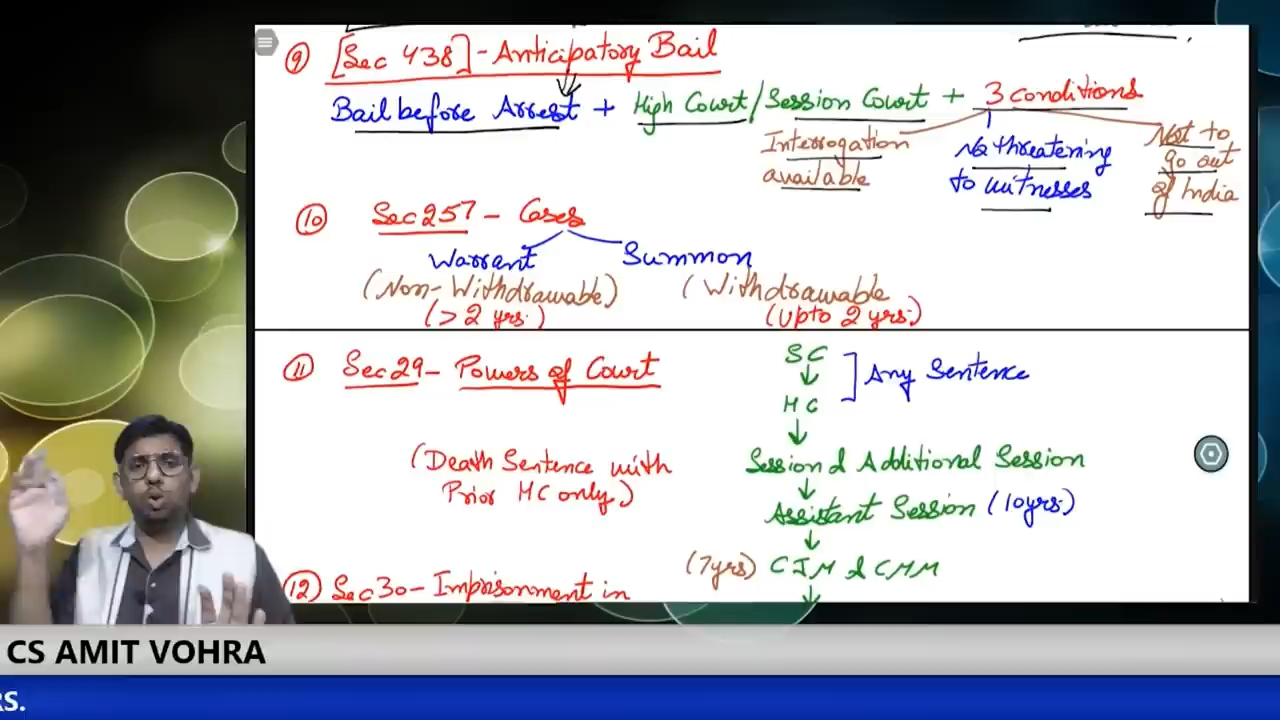 ⑨ [Sec 438] - Anticipatory Bail
Bail before Arrest + High Court/Session Court + 3 conditions
Interrogation available
No threatening to witnesses
Not to go out of India
⑩ Sec 257 - Cases
Warrant
(Non-Withdrawable)
(> 2 yrs.)
Summon
(Withdrawable
(upto 2 yrs.)
⑪ Sec 29 - Powers of Court
(Death Sentence with
Prior HC only)
SC
HC
] Any Sentence
Session & Additional Session
Assistant Session (10yrs)
(7yrs) CJM & CMM
⑫ Sec 30 - Imprisonment in
CS AMIT VOHRA
RS.